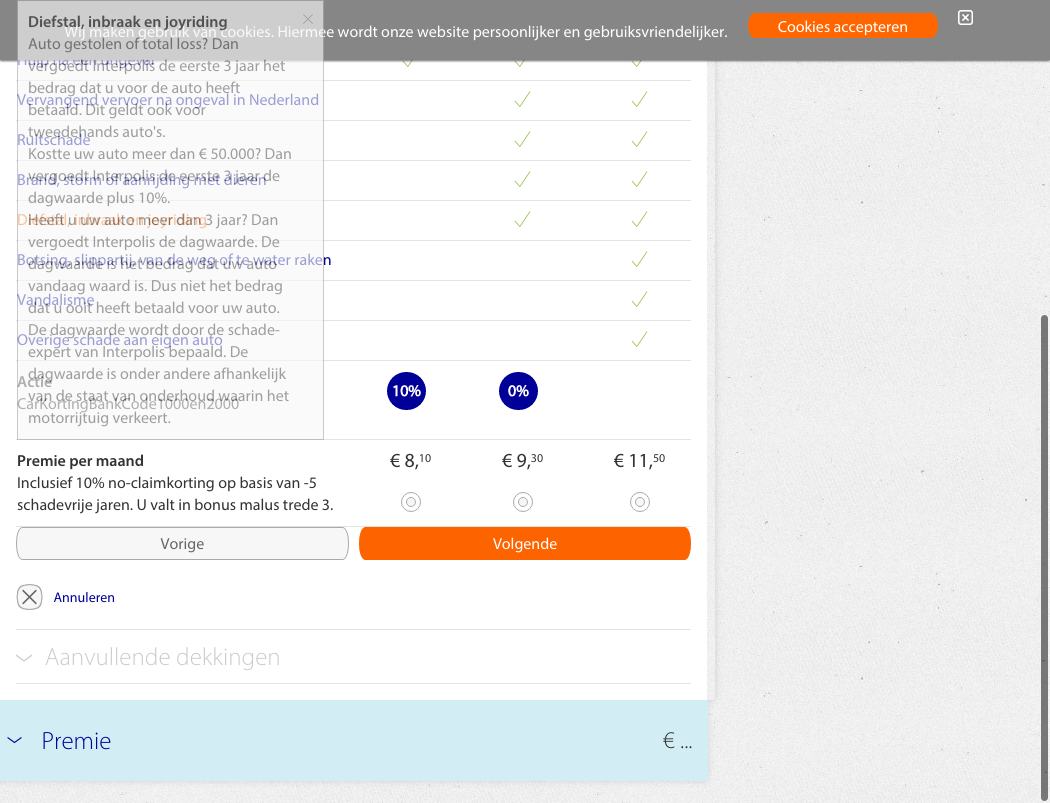 Diefstal, inbraak en joyriding
Wij maken gebruik van cookies. Hiermee wordt onze website persoonlijker en gebruiksvriendelijker.
Cookies accepteren
Auto gestolen of total loss? Dan
vergoedt Interpolis de eerste 3 jaar het
bedrag dat u voor de auto heeft
betaald. Dit geldt ook voor
tweedehands auto's.
Kostte uw auto meer dan € 50.000? Dan
vergoedt Interpolis de eerste 3 jaar de
dagwaarde plus 10%.
Heeft u uw auto meer dan 3 jaar? Dan
vergoedt Interpolis de dagwaarde. De
dagwaarde is het bedrag dat uw auto
vandaag waard is. Dus niet het bedrag
dat u ooit heeft betaald voor uw auto.
De dagwaarde wordt door de schade-
expert van Interpolis bepaald. De
dagwaarde is onder andere afhankelijk
van de staat van onderhoud waarin het
motorrijtuig verkeert.
Hulp na een ongeval
Vervangend vervoer na ongeval in Nederland
Ruitschade
Brand, storm of aanrijding met dieren
Diefstal, inbraak en joyriding
Botsing, slippartij, van de weg of te water raken
Vandalisme
Overige schade aan eigen auto
Actie
CarKortingBankCode1000en2000
10%
0%
Premie per maand
€ 8,10
€ 9,30
€ 11,50
Inclusief 10% no-claimkorting op basis van -5
schadevrije jaren. U valt in bonus malus trede 3.
Vorige
Volgende
Annuleren
Aanvullende dekkingen
Premie
€ ...